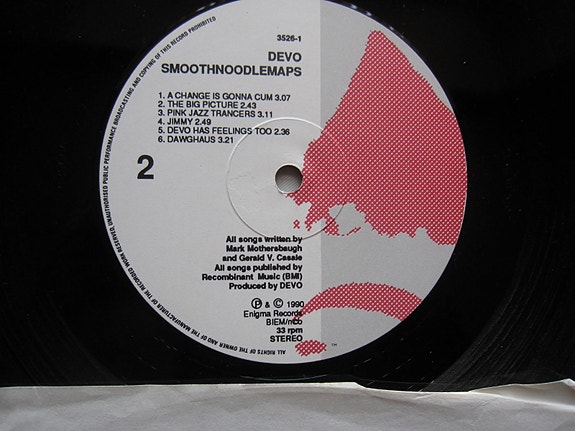 3526-1
DEVO
SMOOTHNOODLEMAPS
1. A CHANGE IS GONNA CUM 3.07
2. THE BIG PICTURE 2.43
3. PINK JAZZ TRANCERS 3.11
4. JIMMY 2.49
5. DEVO HAS FEELINGS TOO 2.36
6. DAWGHAUS 3.21
2
All songs written by
Mark Mothersbaugh
and Gerald V. Casale
All songs published by
Recombinant Music (BMI)
Produced by DEVO
℗ & © 1990
Enigma Records
BIEM/ncb
33 rpm
STEREO
TM
ALL RIGHTS OF THE OWNER AND OF THE MANUFACTURER OF THE RECORDED WORK RESERVED, UNAUTHORISED PUBLIC PERFORMANCE BROADCASTING AND COPYING OF THIS RECORD PROHIBITED